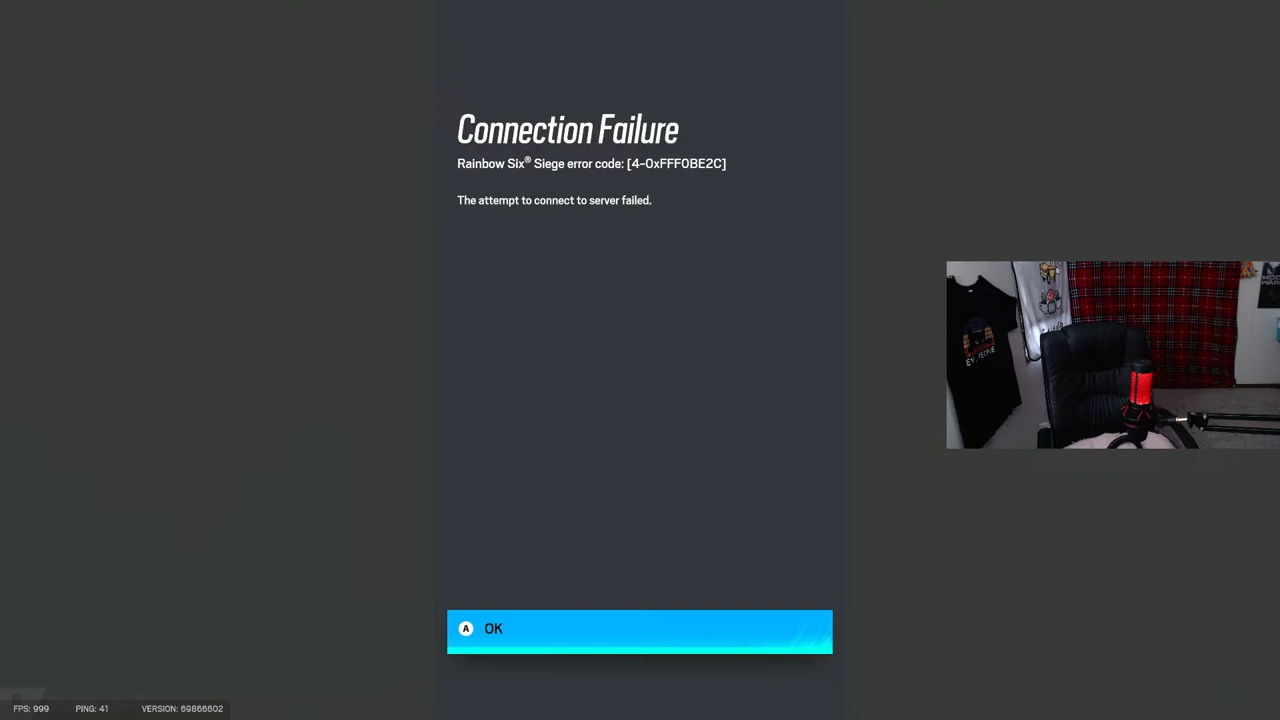 Connection Failure
Rainbow Six® Siege error code: [4-0xFFF0BE2C]
The attempt to connect to server failed.
A OK
FPS: 999 PING: 41 VERSION: 69866602